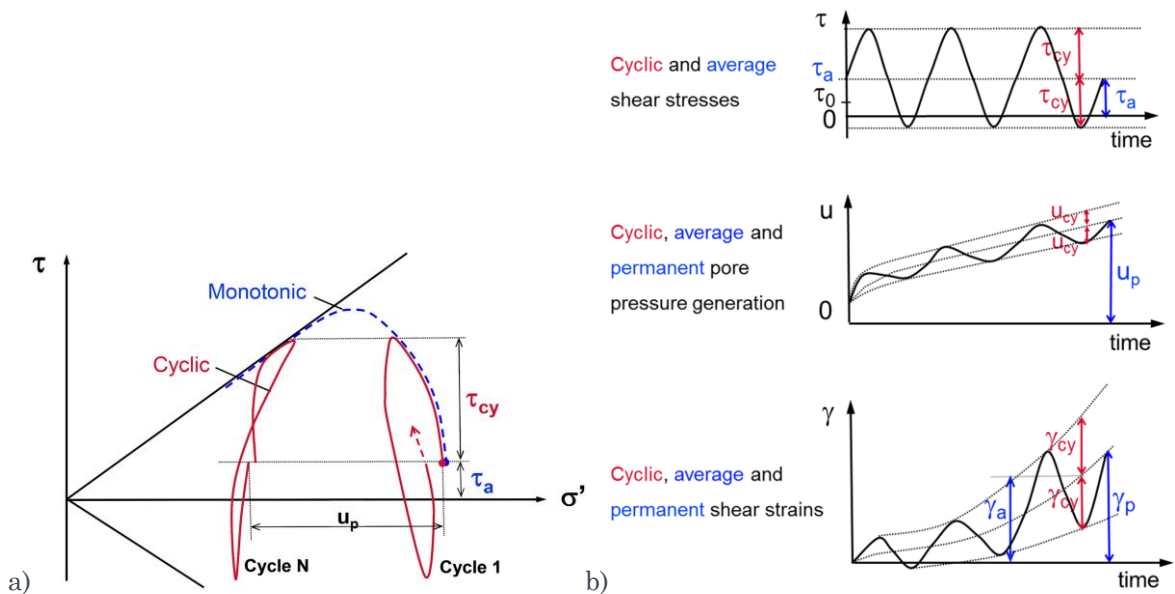 τ
Monotonic
Cyclic
τcy
τa
σ’
up
Cycle N
Cycle 1
a)
Cyclic and average
shear stresses
τ
τa
τ0
0
τcy
τcy
τa
time
Cyclic, average and
permanent pore
pressure generation
u
0
ucy
ucy
up
time
Cyclic, average and
permanent shear strains
γ
γcy
γa
γcy
γp
time
b)